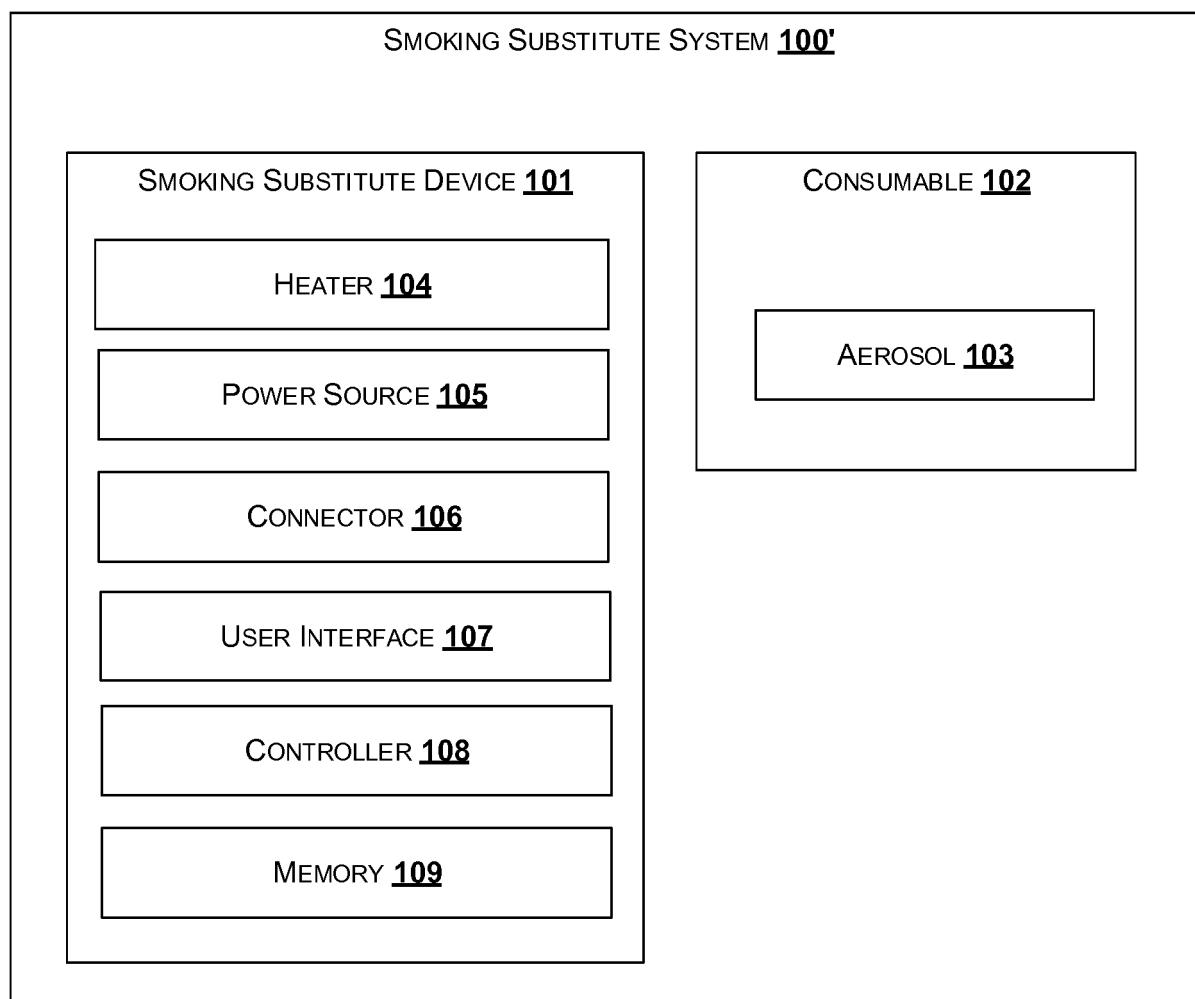 SMOKING SUBSTITUTE SYSTEM 100'
SMOKING SUBSTITUTE DEVICE 101
HEATER 104
POWER SOURCE 105
CONNECTOR 106
USER INTERFACE 107
CONTROLLER 108
MEMORY 109
CONSUMABLE 102
AEROSOL 103